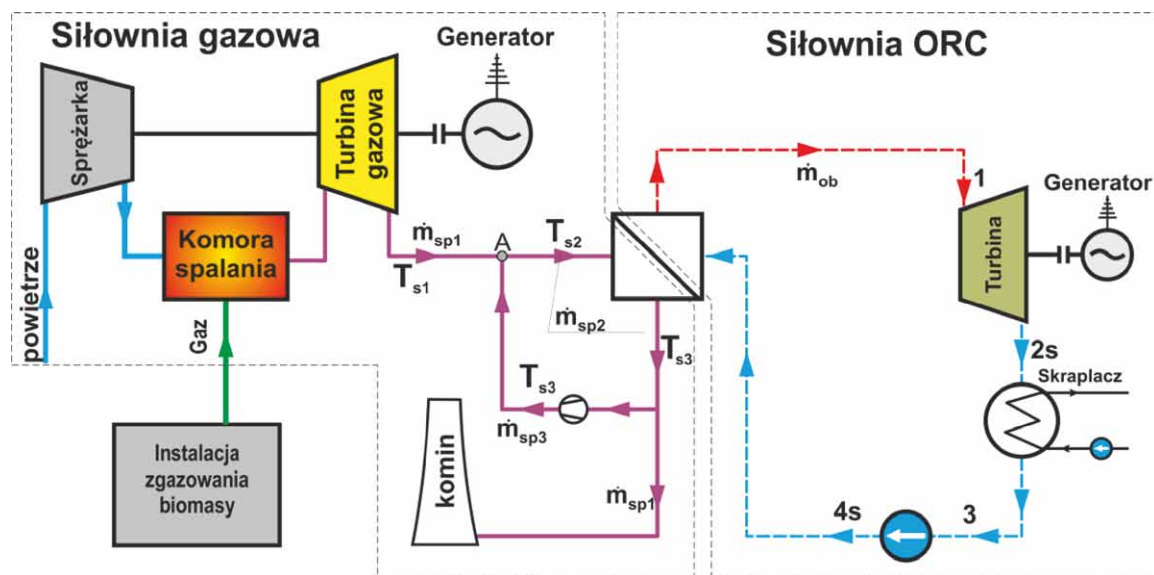 Siłownia gazowa
Generator
Sprężarka
Turbina
gazowa
Komora
spalania
powietrze
Gaz
Instalacja
zgazowania
biomasy
ṁsp1
Ts1
A
Ts2
ṁsp2
Ts3
Ts3
ṁsp3
komin
ṁsp1
Siłownia ORC
ṁob
1
Generator
Turbina
2s
Skraplacz
4s
3